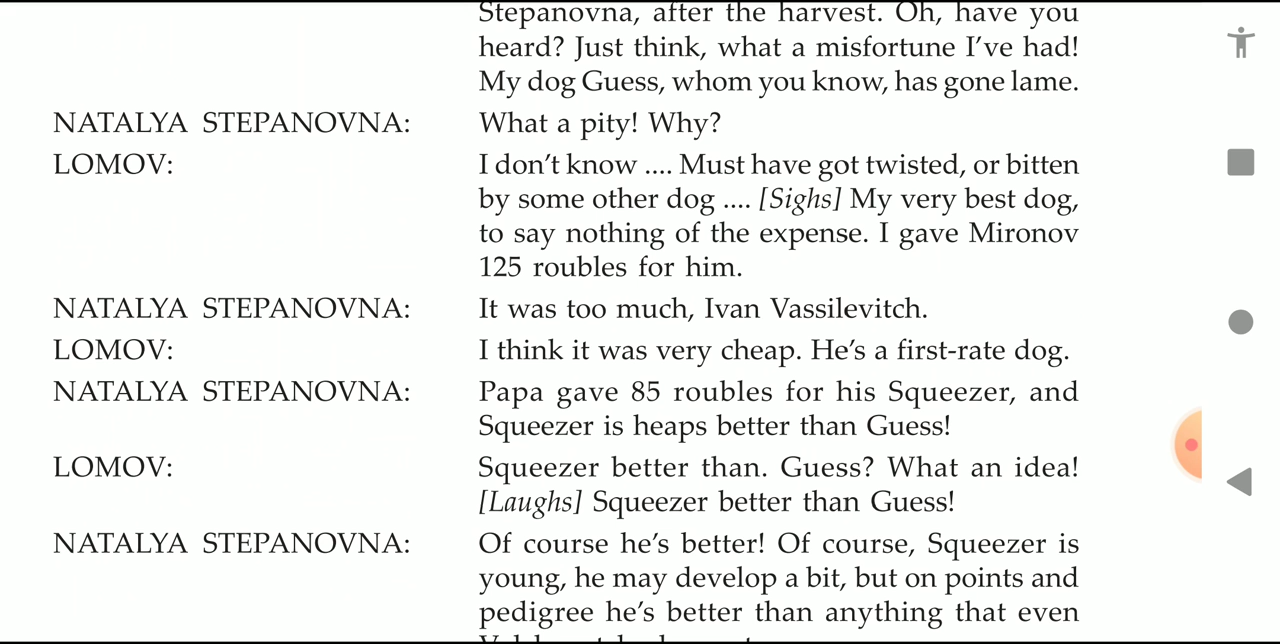 Stepanovna, after the harvest. Oh, have you
heard? Just think, what a misfortune I've had!
My dog Guess, whom you know, has gone lame.
NATALYA STEPANOVNA: What a pity! Why?
LOMOV: I don't know .... Must have got twisted, or bitten
by some other dog .... [Sighs] My very best dog,
to say nothing of the expense. I gave Mironov
125 roubles for him.
NATALYA STEPANOVNA: It was too much, Ivan Vassilevitch.
LOMOV: I think it was very cheap. He's a first-rate dog.
NATALYA STEPANOVNA: Papa gave 85 roubles for his Squeezer, and
Squeezer is heaps better than Guess!
LOMOV: Squeezer better than. Guess? What an idea!
[Laughs] Squeezer better than Guess!
NATALYA STEPANOVNA: Of course he's better! Of course, Squeezer is
young, he may develop a bit, but on points and
pedigree he's better than anything that even